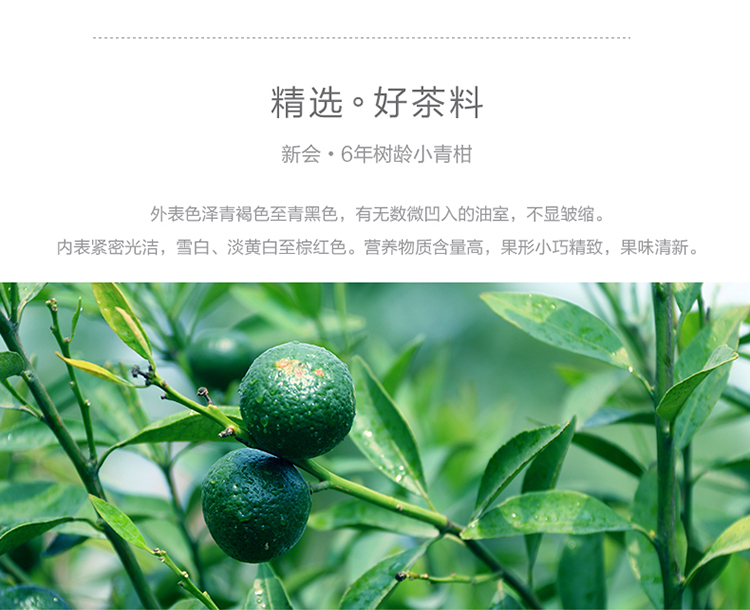 精选。好茶料
新会·6年树龄小青柑
外表色泽青褐色至青黑色，有无数微凹入的油室，不显皱缩。
内表紧密光洁，雪白、淡黄白至棕红色。营养物质含量高，果形小巧精致，果味清新。